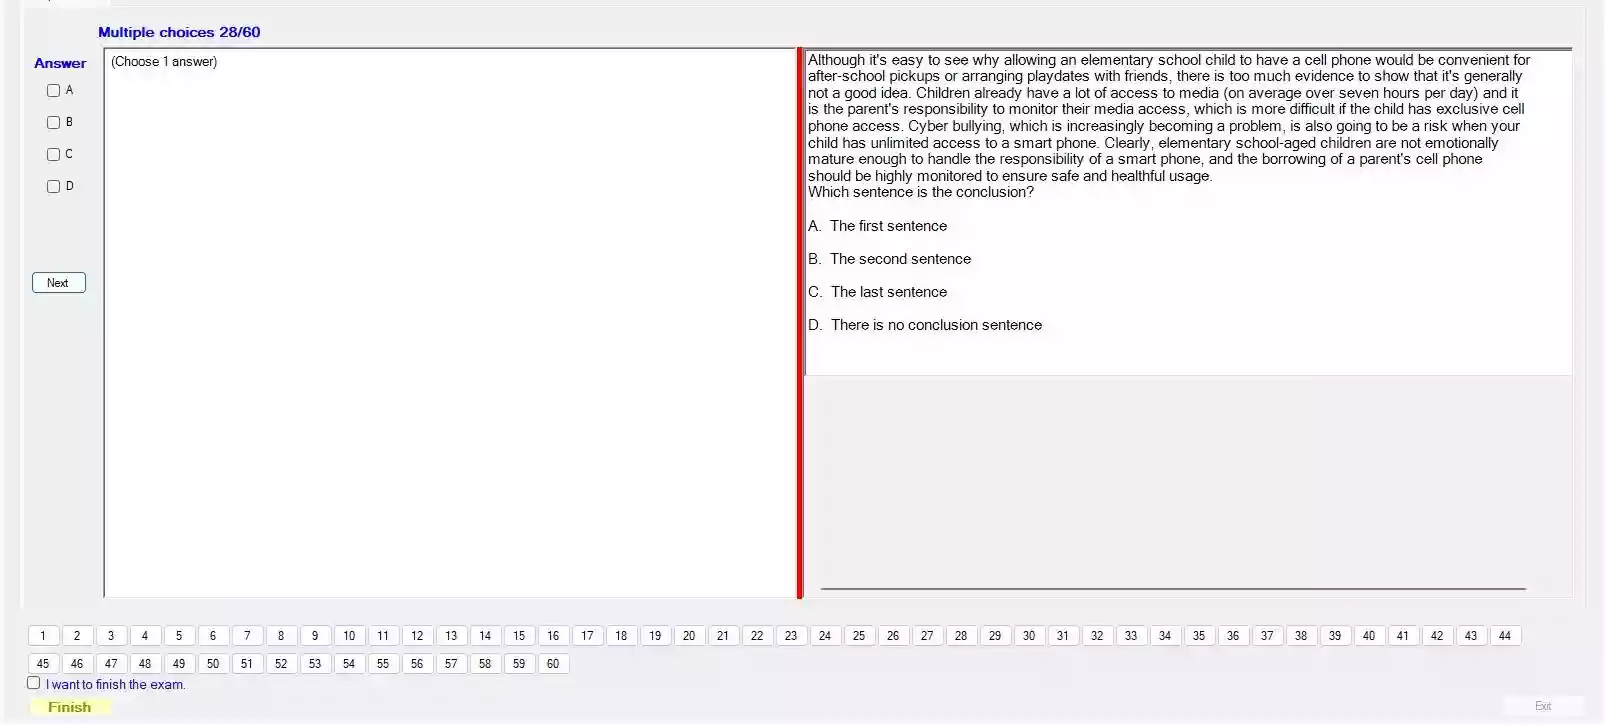 Multiple choices 28/60
Answer
(Choose 1 answer)
A
B
C
D
Next
Although it's easy to see why allowing an elementary school child to have a cell phone would be convenient for
after-school pickups or arranging playdates with friends, there is too much evidence to show that it's generally
not a good idea. Children already have a lot of access to media (on average over seven hours per day) and it
is the parent's responsibility to monitor their media access, which is more difficult if the child has exclusive cell
phone access. Cyber bullying, which is increasingly becoming a problem, is also going to be a risk when your
child has unlimited access to a smart phone. Clearly, elementary school-aged children are not emotionally
mature enough to handle the responsibility of a smart phone, and the borrowing of a parent's cell phone
should be highly monitored to ensure safe and healthful usage.
Which sentence is the conclusion?
A. The first sentence
B. The second sentence
C. The last sentence
D. There is no conclusion sentence
1 2 3 4 5 6 7 8 9 10 11 12 13 14 15 16 17 18 19 20 21 22 23 24 25 26 27 28 29 30 31 32 33 34 35 36 37 38 39 40 41 42 43 44
45 46 47 48 49 50 51 52 53 54 55 56 57 58 59 60
I want to finish the exam.
Finish
Exit